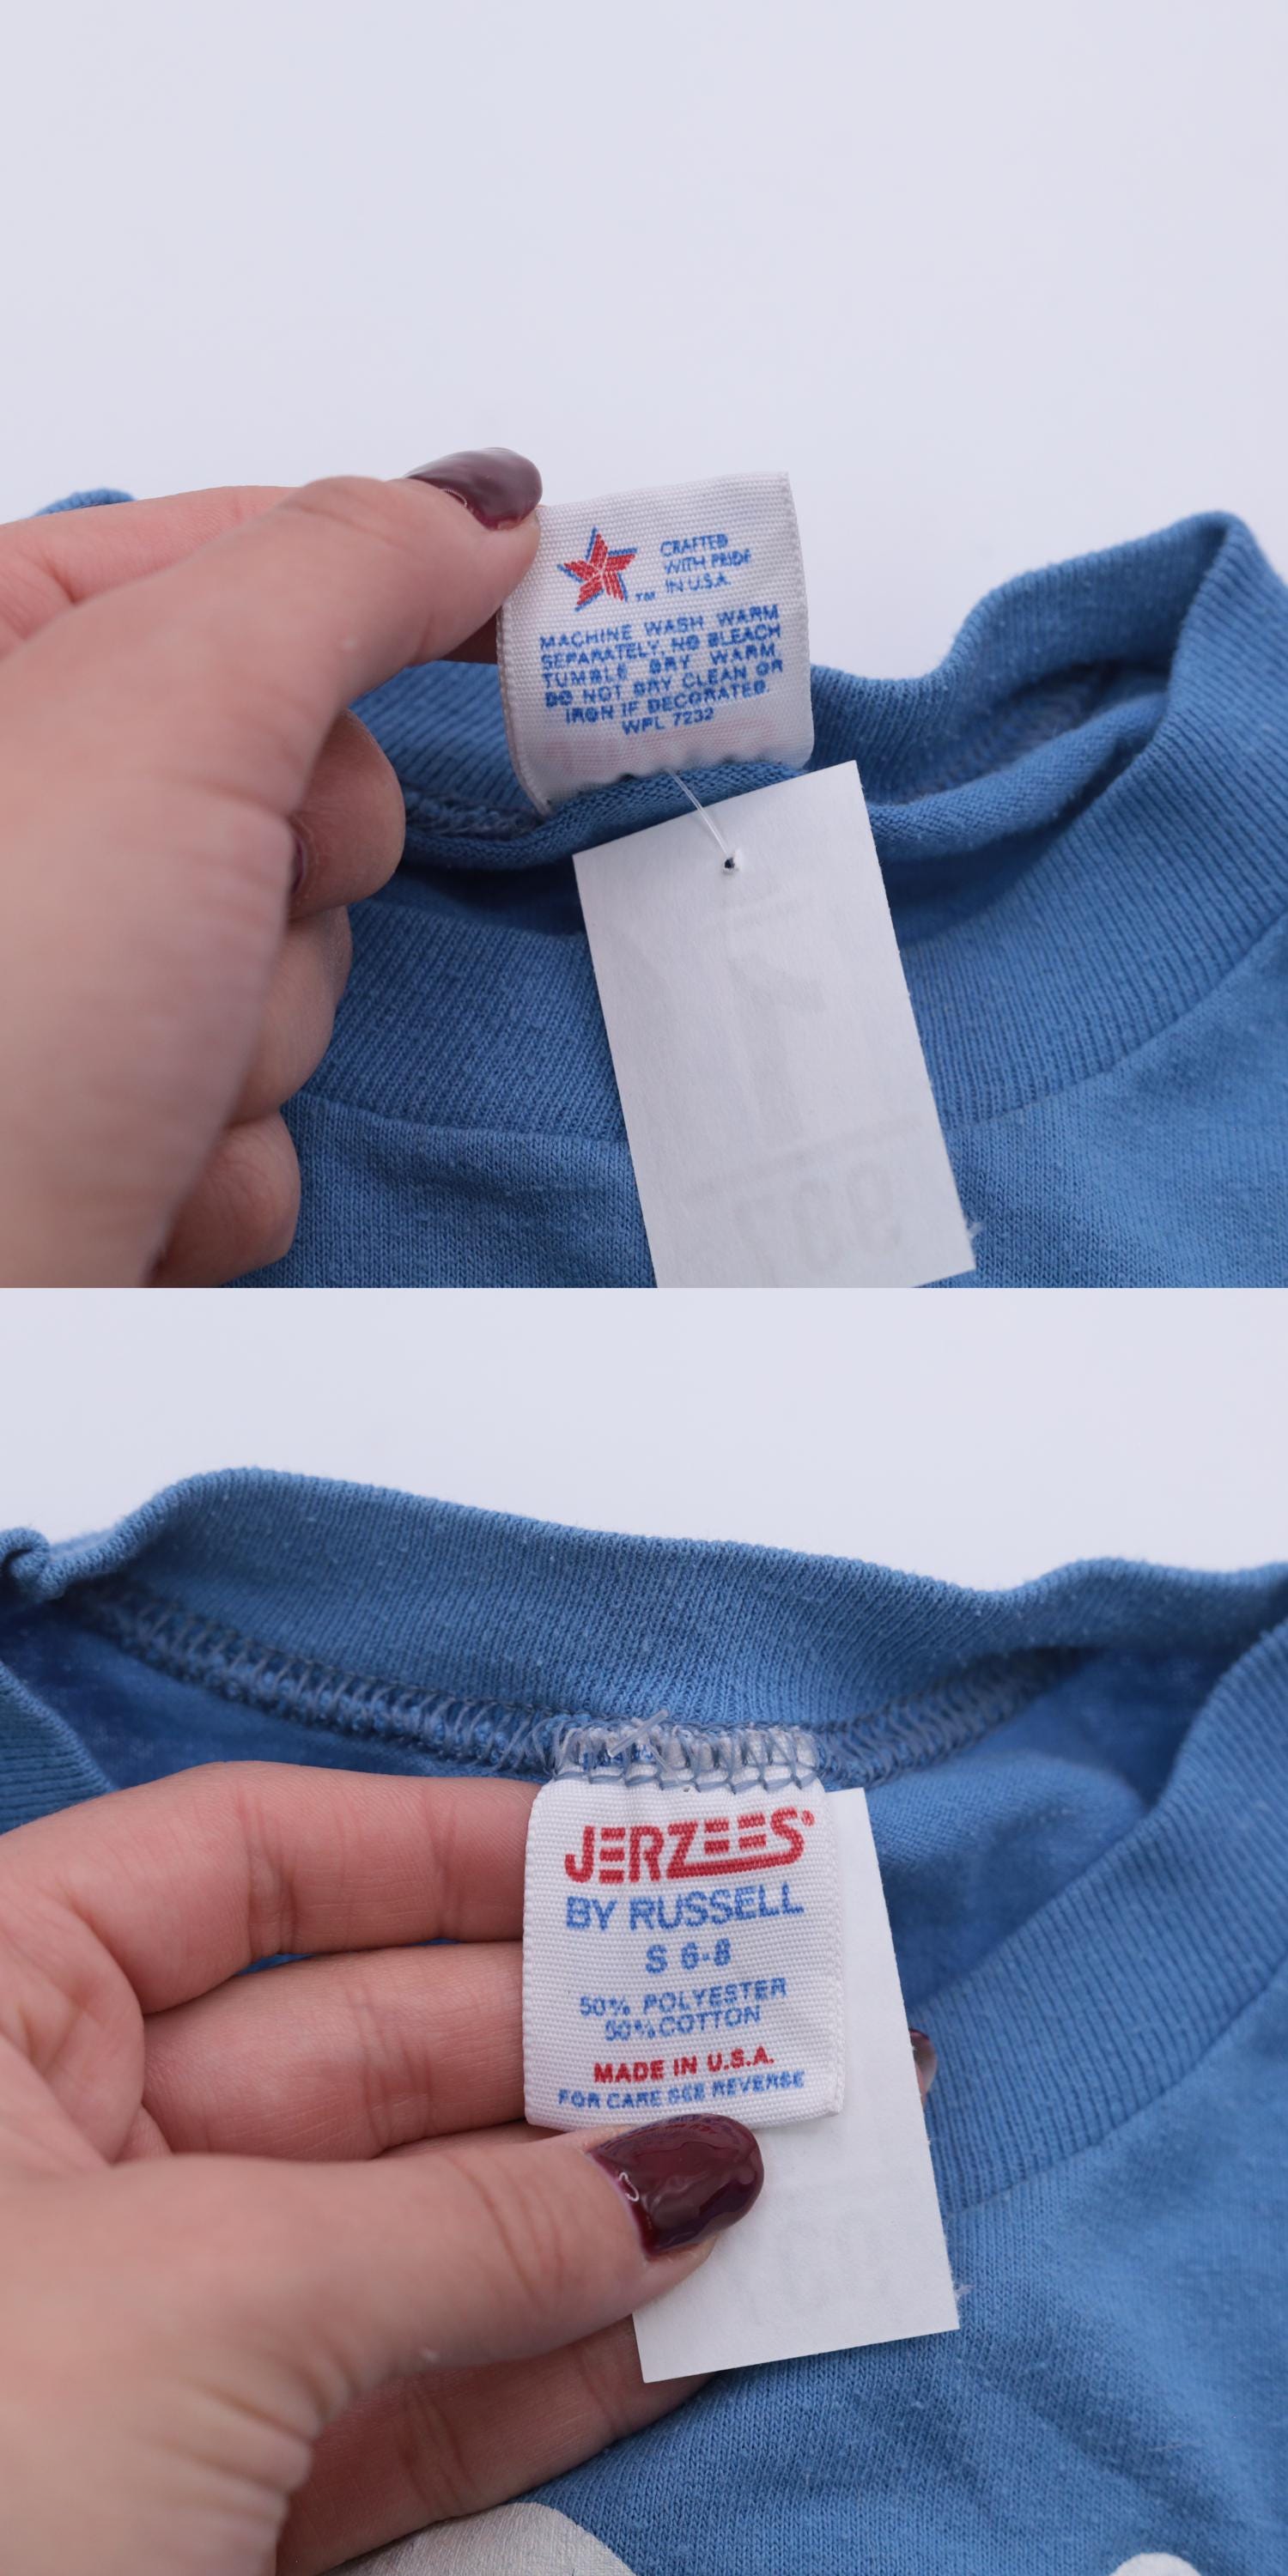 CRAFTED
WITH PRIDE
IN U.S.A.
TM
MACHINE WASH WARM
SEPARATELY, NO BLEACH
TUMBLE DRY WARM
DO NOT DRY CLEAN OR
IRON IF DECORATED.
WPL 7232
JERZEES®
BY RUSSELL
S 6-8
50% POLYESTER
50% COTTON
MADE IN U.S.A.
FOR CARE SEE REVERSE